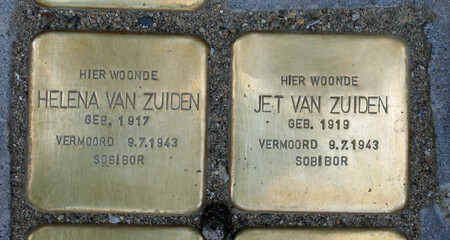 HIER WOONDE
HELENA VAN ZUIDEN
GEB. 1917
VERMOORD 9.7.1943
SOBIBOR
HIER WOONDE
JET VAN ZUIDEN
GEB. 1919
VERMOORD 9.7.1943
SOBIBOR